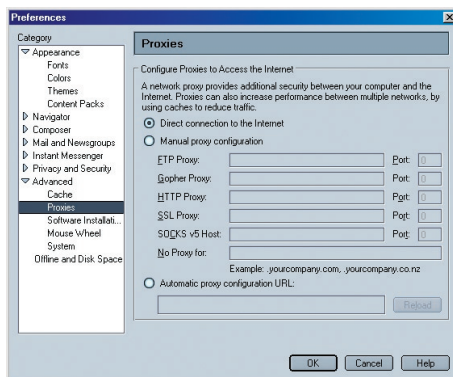 Preferences
Category
Appearance
Fonts
Colors
Themes
Content Packs
Navigator
Composer
Mail and Newsgroups
Instant Messenger
Privacy and Security
Advanced
Cache
Proxies
Software Installati...
Mouse Wheel
System
Offline and Disk Space
Proxies
Configure Proxies to Access the Internet
A network proxy provides additional security between your computer and the
Internet. Proxies can also increase performance between multiple networks, by
using caches to reduce traffic.
Direct connection to the Internet
Manual proxy configuration
FTP Proxy: Port: 0
Gopher Proxy: Port: 0
HTTP Proxy: Port: 0
SSL Proxy: Port: 0
SOCKS v5 Host: Port: 0
No Proxy for:
Example: .yourcompany.com, .yourcompany.co.nz
Automatic proxy configuration URL:
Reload
OK Cancel Help